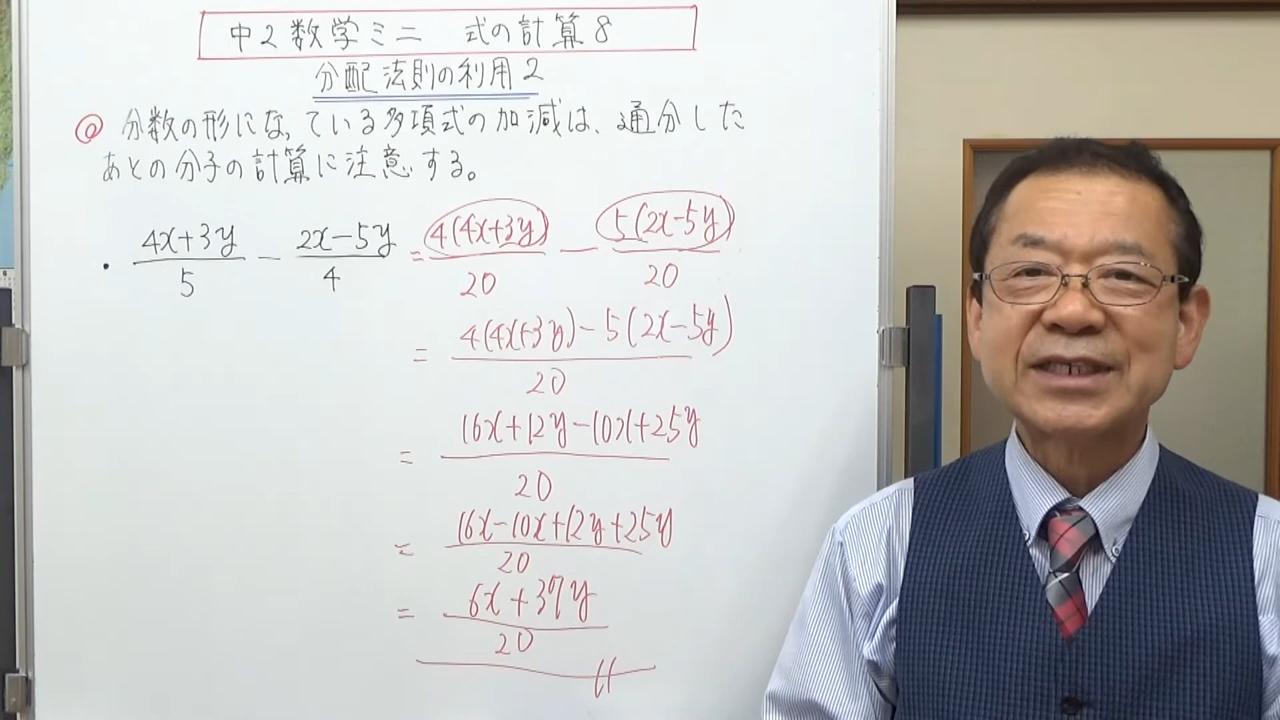 中2数学ミニ 式の計算8
分配法則の利用2
◎ 分数の形になっている多項式の加減は、通分した
あとの分子の計算に注意する。
・ (4x+3y)/5 − (2x−5y)/4 = 4(4x+3y)/20 − 5(2x−5y)/20
= (4(4x+3y)−5(2x−5y))/20
= (16x+12y−10x+25y)/20
= (16x−10x+12y+25y)/20
= (6x+37y)/20